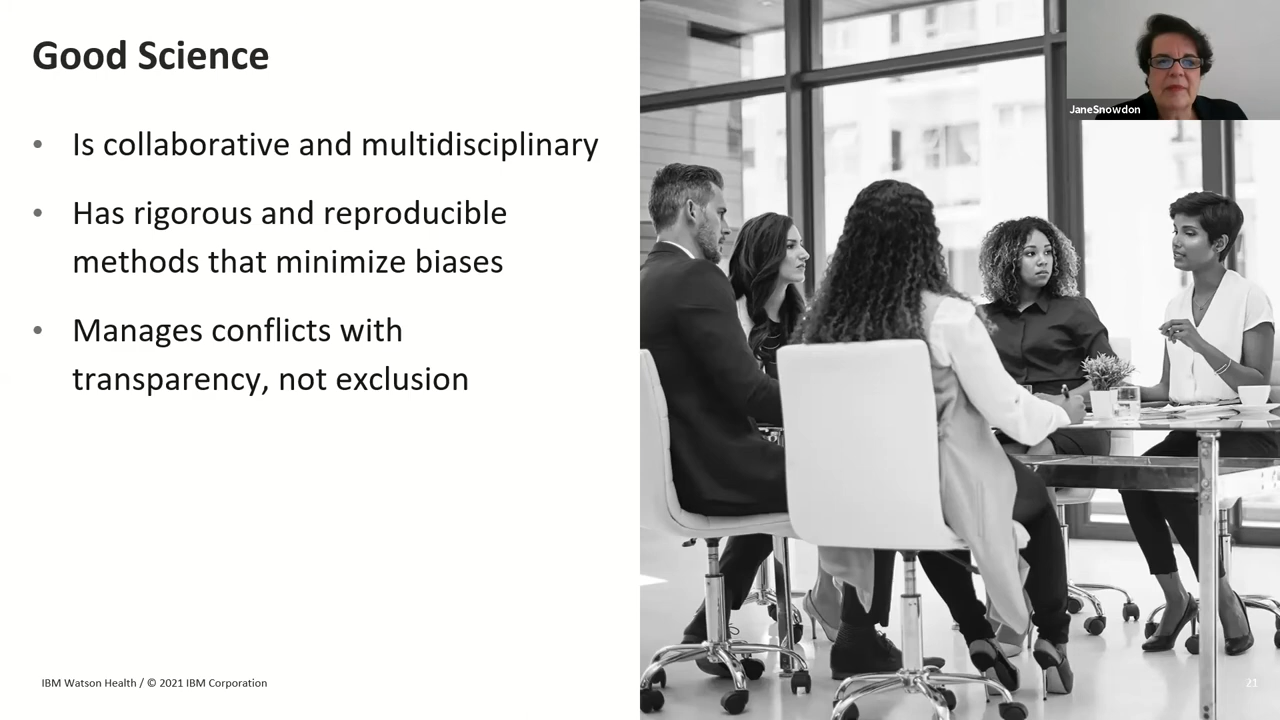 Good Science
• Is collaborative and multidisciplinary
• Has rigorous and reproducible
methods that minimize biases
• Manages conflicts with
transparency, not exclusion
JaneSnowdon
IBM Watson Health / © 2021 IBM Corporation
21